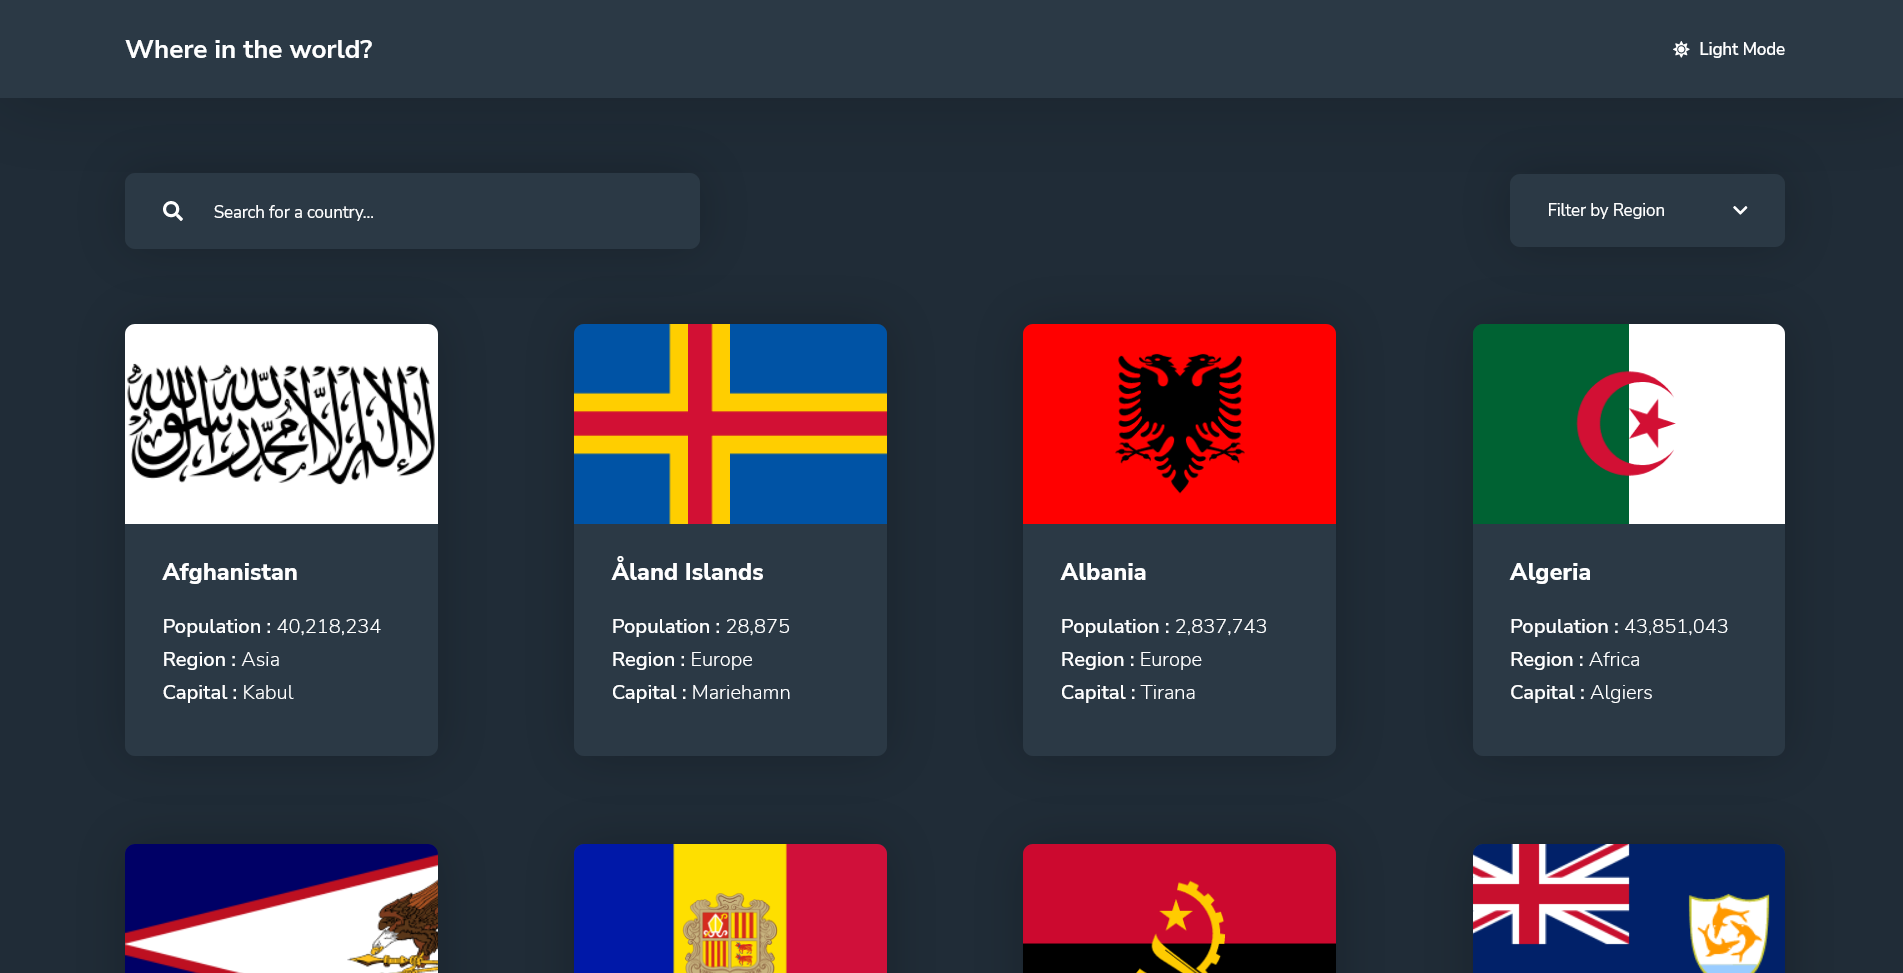 Where in the world?
Light Mode
Search for a country...
Filter by Region
لا إله إلا الله محمد رسول الله
Afghanistan
Population : 40,218,234
Region : Asia
Capital : Kabul
Åland Islands
Population : 28,875
Region : Europe
Capital : Mariehamn
Albania
Population : 2,837,743
Region : Europe
Capital : Tirana
Algeria
Population : 43,851,043
Region : Africa
Capital : Algiers